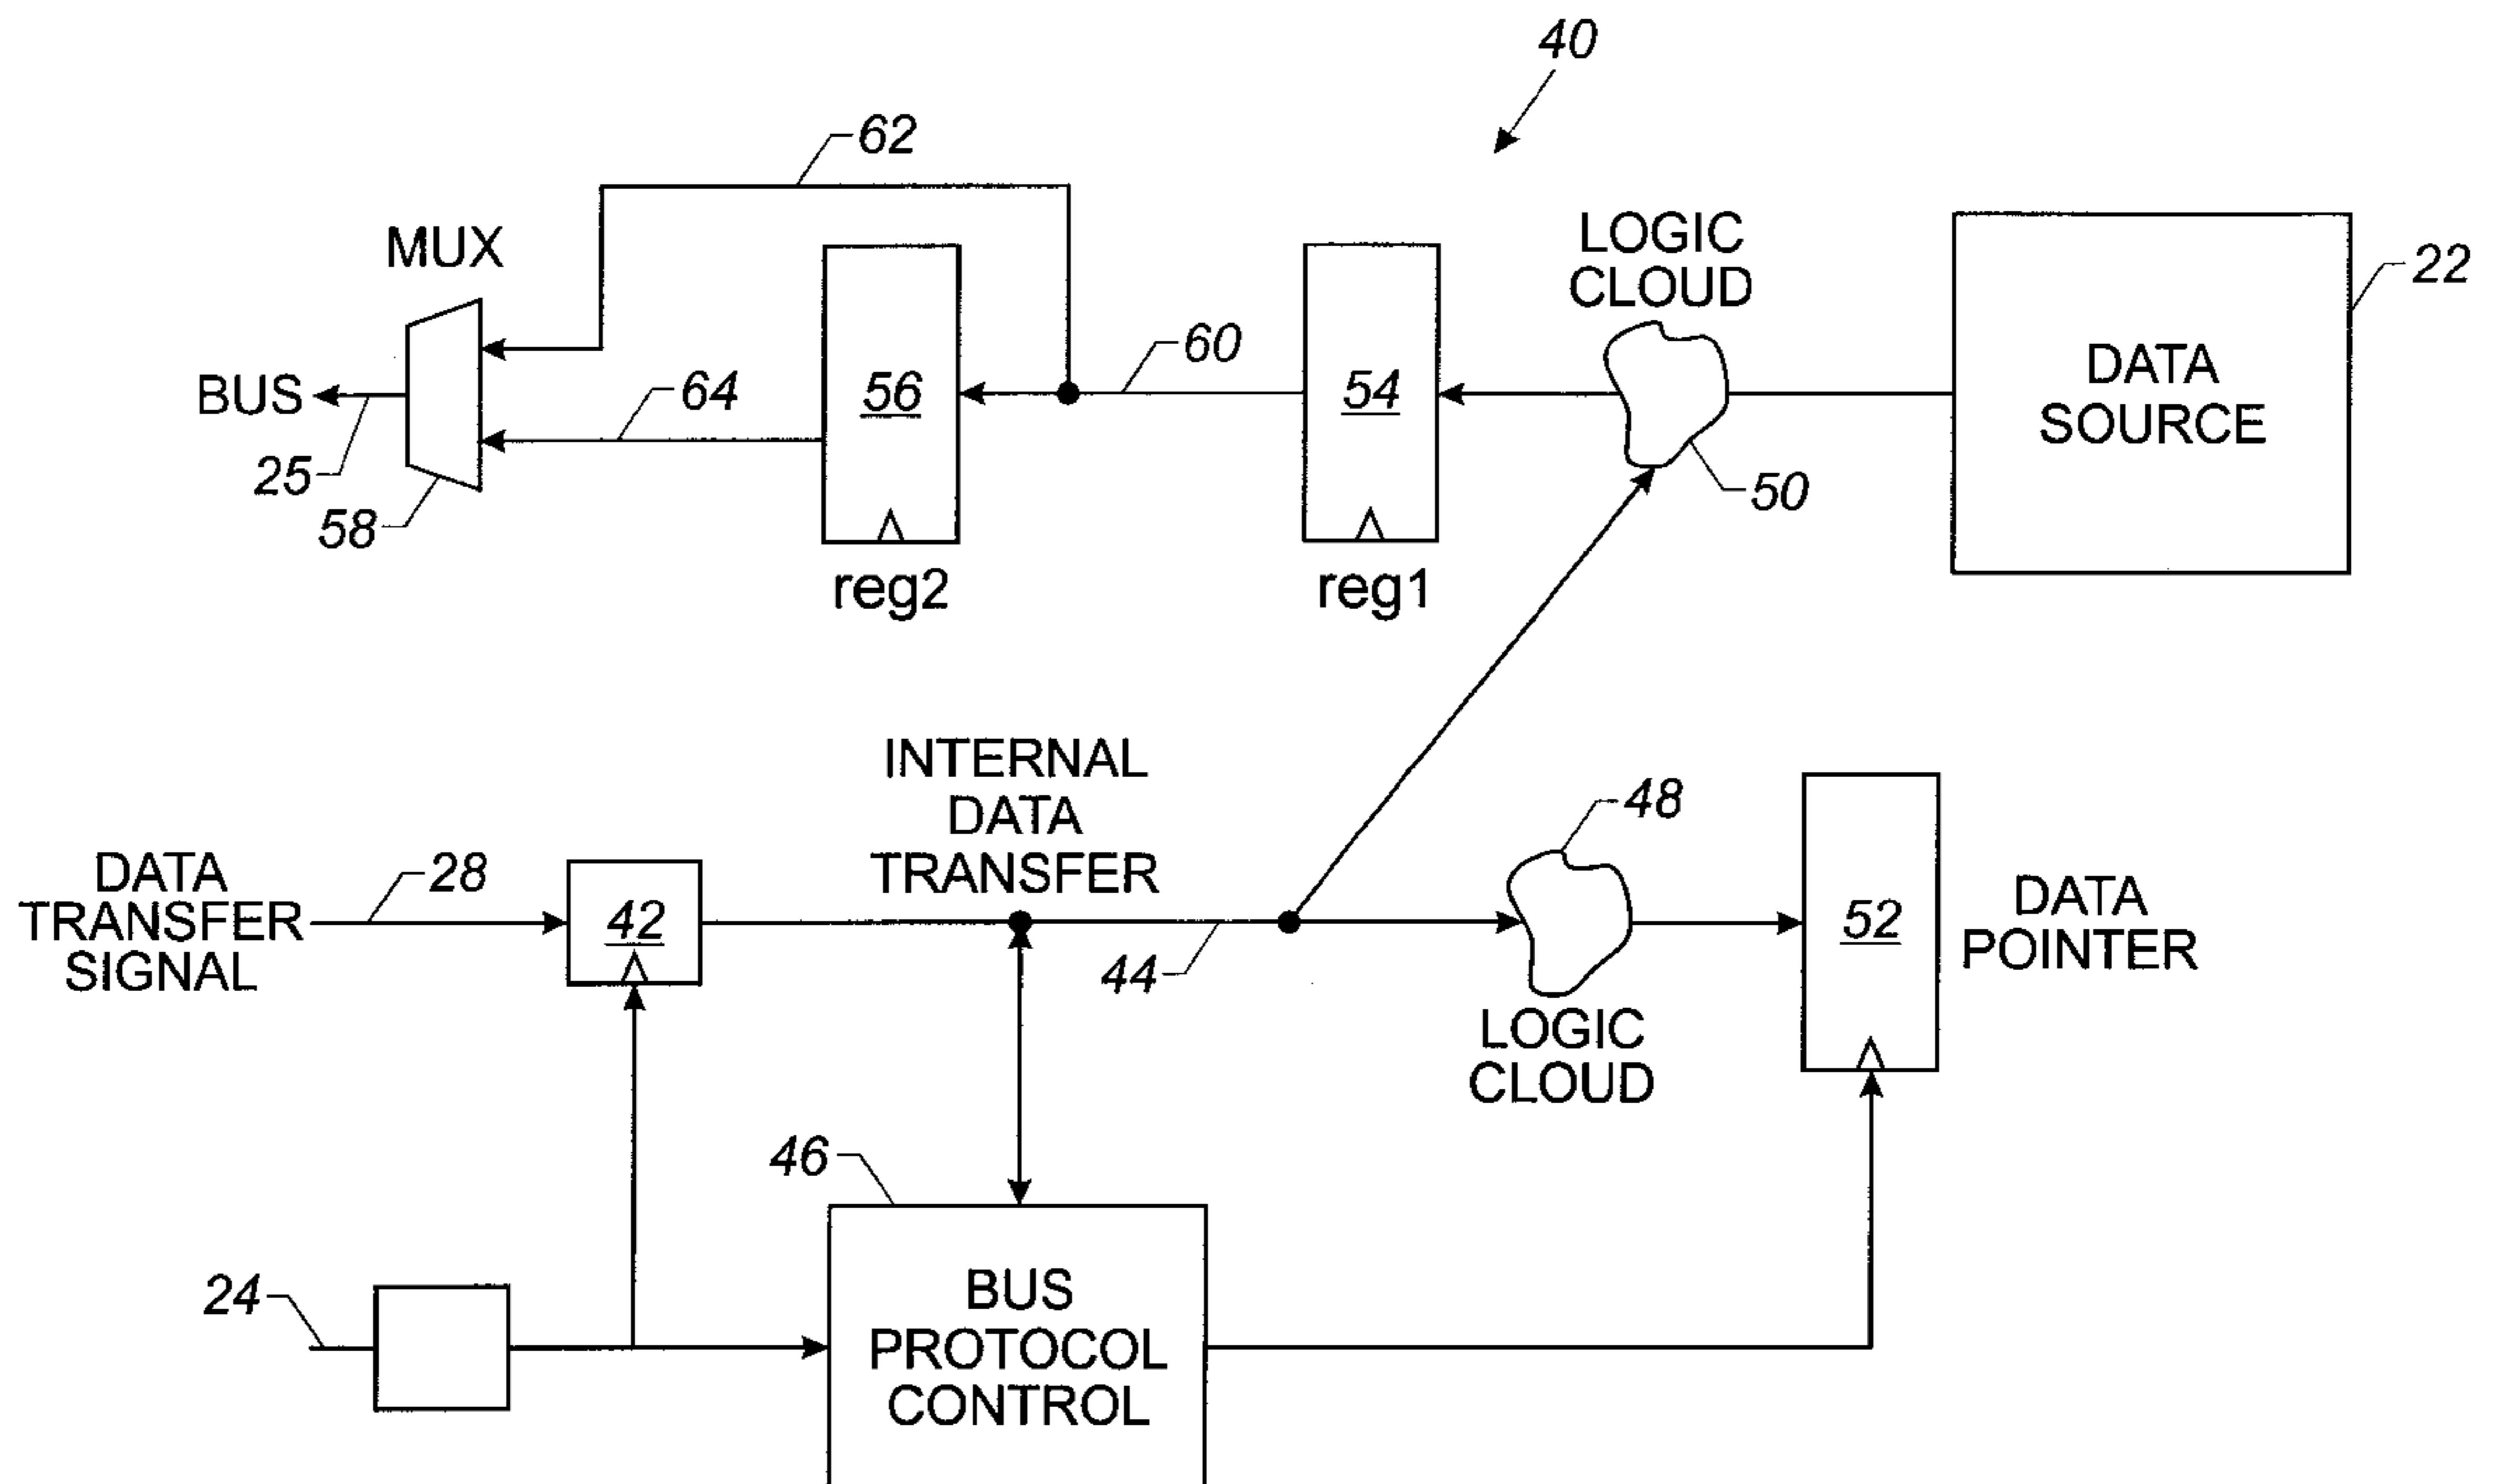 40
62
MUX
LOGIC
CLOUD
22
BUS
64
56
60
54
DATA
SOURCE
25
58
50
reg2
reg1
INTERNAL
DATA
TRANSFER
48
DATA
TRANSFER
SIGNAL
28
42
44
52
DATA
POINTER
LOGIC
CLOUD
46
24
BUS
PROTOCOL
CONTROL